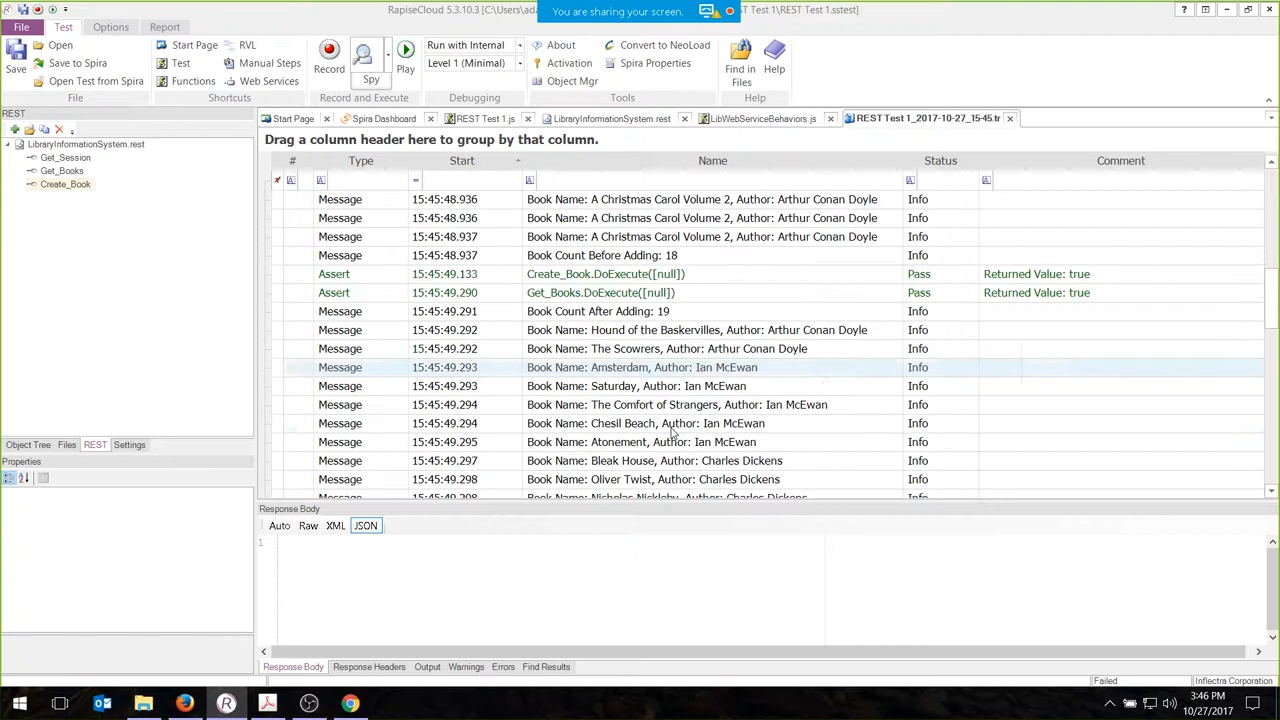 RapiseCloud 5.3.10.3 [C:\Users\ada
You are sharing your screen.
T Test 1\REST Test 1.sstest]
File
Test
Options
Report
Save
Open
Save to Spira
Open Test from Spira
File
Start Page
RVL
Test
Manual Steps
Functions
Web Services
Shortcuts
Record
Spy
Play
Record and Execute
Run with Internal
Level 1 (Minimal)
Debugging
About
Convert to NeoLoad
Activation
Spira Properties
Object Mgr
Tools
Find in
Files
Help
Help
REST
LibraryInformationSystem.rest
Get_Session
Get_Books
Create_Book
Object Tree Files REST Settings
Properties
Start Page
Spira Dashboard
REST Test 1.js
LibraryInformationSystem.rest
LibWebServiceBehaviors.js
REST Test 1_2017-10-27_15-45.tr
Drag a column header here to group by that column.
# Type Start Name Status Comment
Message 15:45:48.936 Book Name: A Christmas Carol Volume 2, Author: Arthur Conan Doyle Info
Message 15:45:48.936 Book Name: A Christmas Carol Volume 2, Author: Arthur Conan Doyle Info
Message 15:45:48.937 Book Name: A Christmas Carol Volume 2, Author: Arthur Conan Doyle Info
Message 15:45:48.937 Book Count Before Adding: 18 Info
Assert 15:45:49.133 Create_Book.DoExecute([null]) Pass Returned Value: true
Assert 15:45:49.290 Get_Books.DoExecute([null]) Pass Returned Value: true
Message 15:45:49.291 Book Count After Adding: 19 Info
Message 15:45:49.292 Book Name: Hound of the Baskervilles, Author: Arthur Conan Doyle Info
Message 15:45:49.292 Book Name: The Scowrers, Author: Arthur Conan Doyle Info
Message 15:45:49.293 Book Name: Amsterdam, Author: Ian McEwan Info
Message 15:45:49.293 Book Name: Saturday, Author: Ian McEwan Info
Message 15:45:49.294 Book Name: The Comfort of Strangers, Author: Ian McEwan Info
Message 15:45:49.294 Book Name: Chesil Beach, Author: Ian McEwan Info
Message 15:45:49.295 Book Name: Atonement, Author: Ian McEwan Info
Message 15:45:49.297 Book Name: Bleak House, Author: Charles Dickens Info
Message 15:45:49.298 Book Name: Oliver Twist, Author: Charles Dickens Info
Message 15:45:49.298 Book Name: Nicholas Nickleby, Author: Charles Dickens Info
Response Body
Auto Raw XML JSON
1
Response Body Response Headers Output Warnings Errors Find Results
Failed
Inflectra Corporation
3:46 PM
10/27/2017